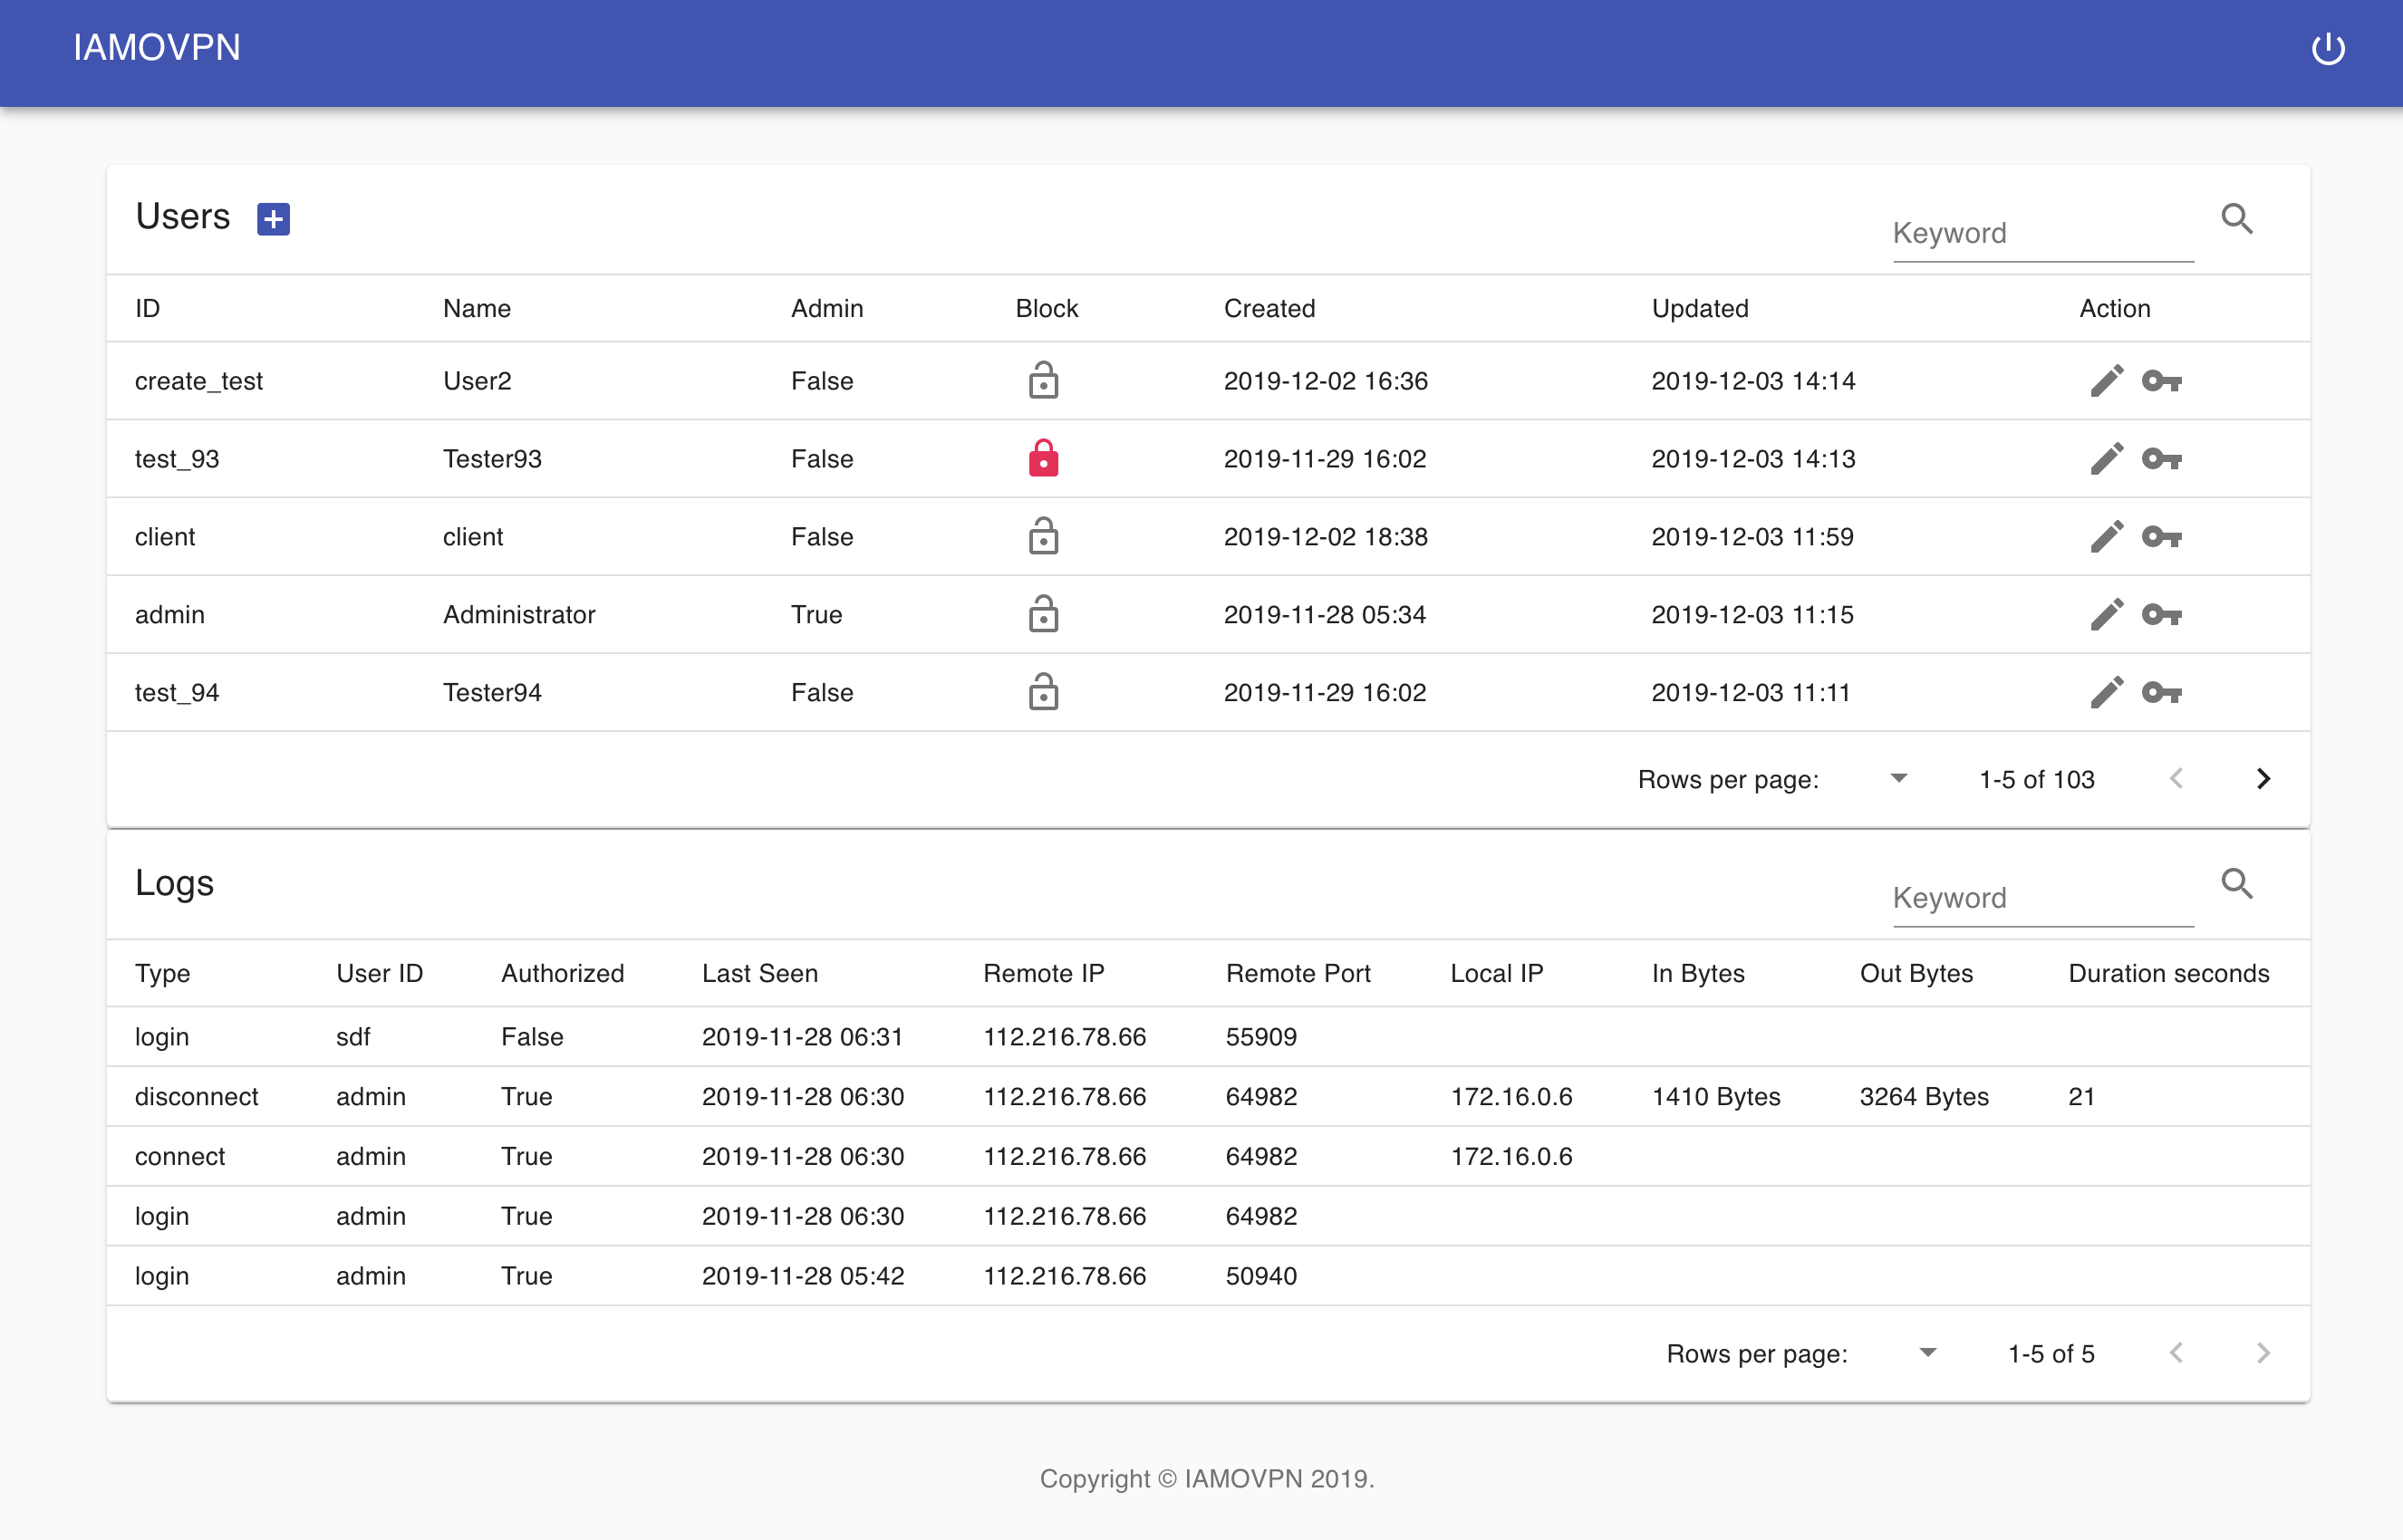 IAMOVPN
Users
Keyword
ID Name Admin Block Created Updated Action
create_test User2 False 2019-12-02 16:36 2019-12-03 14:14
test_93 Tester93 False 2019-11-29 16:02 2019-12-03 14:13
client client False 2019-12-02 18:38 2019-12-03 11:59
admin Administrator True 2019-11-28 05:34 2019-12-03 11:15
test_94 Tester94 False 2019-11-29 16:02 2019-12-03 11:11
Rows per page: 1-5 of 103
Logs
Keyword
Type User ID Authorized Last Seen Remote IP Remote Port Local IP In Bytes Out Bytes Duration seconds
login sdf False 2019-11-28 06:31 112.216.78.66 55909
disconnect admin True 2019-11-28 06:30 112.216.78.66 64982 172.16.0.6 1410 Bytes 3264 Bytes 21
connect admin True 2019-11-28 06:30 112.216.78.66 64982 172.16.0.6
login admin True 2019-11-28 06:30 112.216.78.66 64982
login admin True 2019-11-28 05:42 112.216.78.66 50940
Rows per page: 1-5 of 5
Copyright © IAMOVPN 2019.